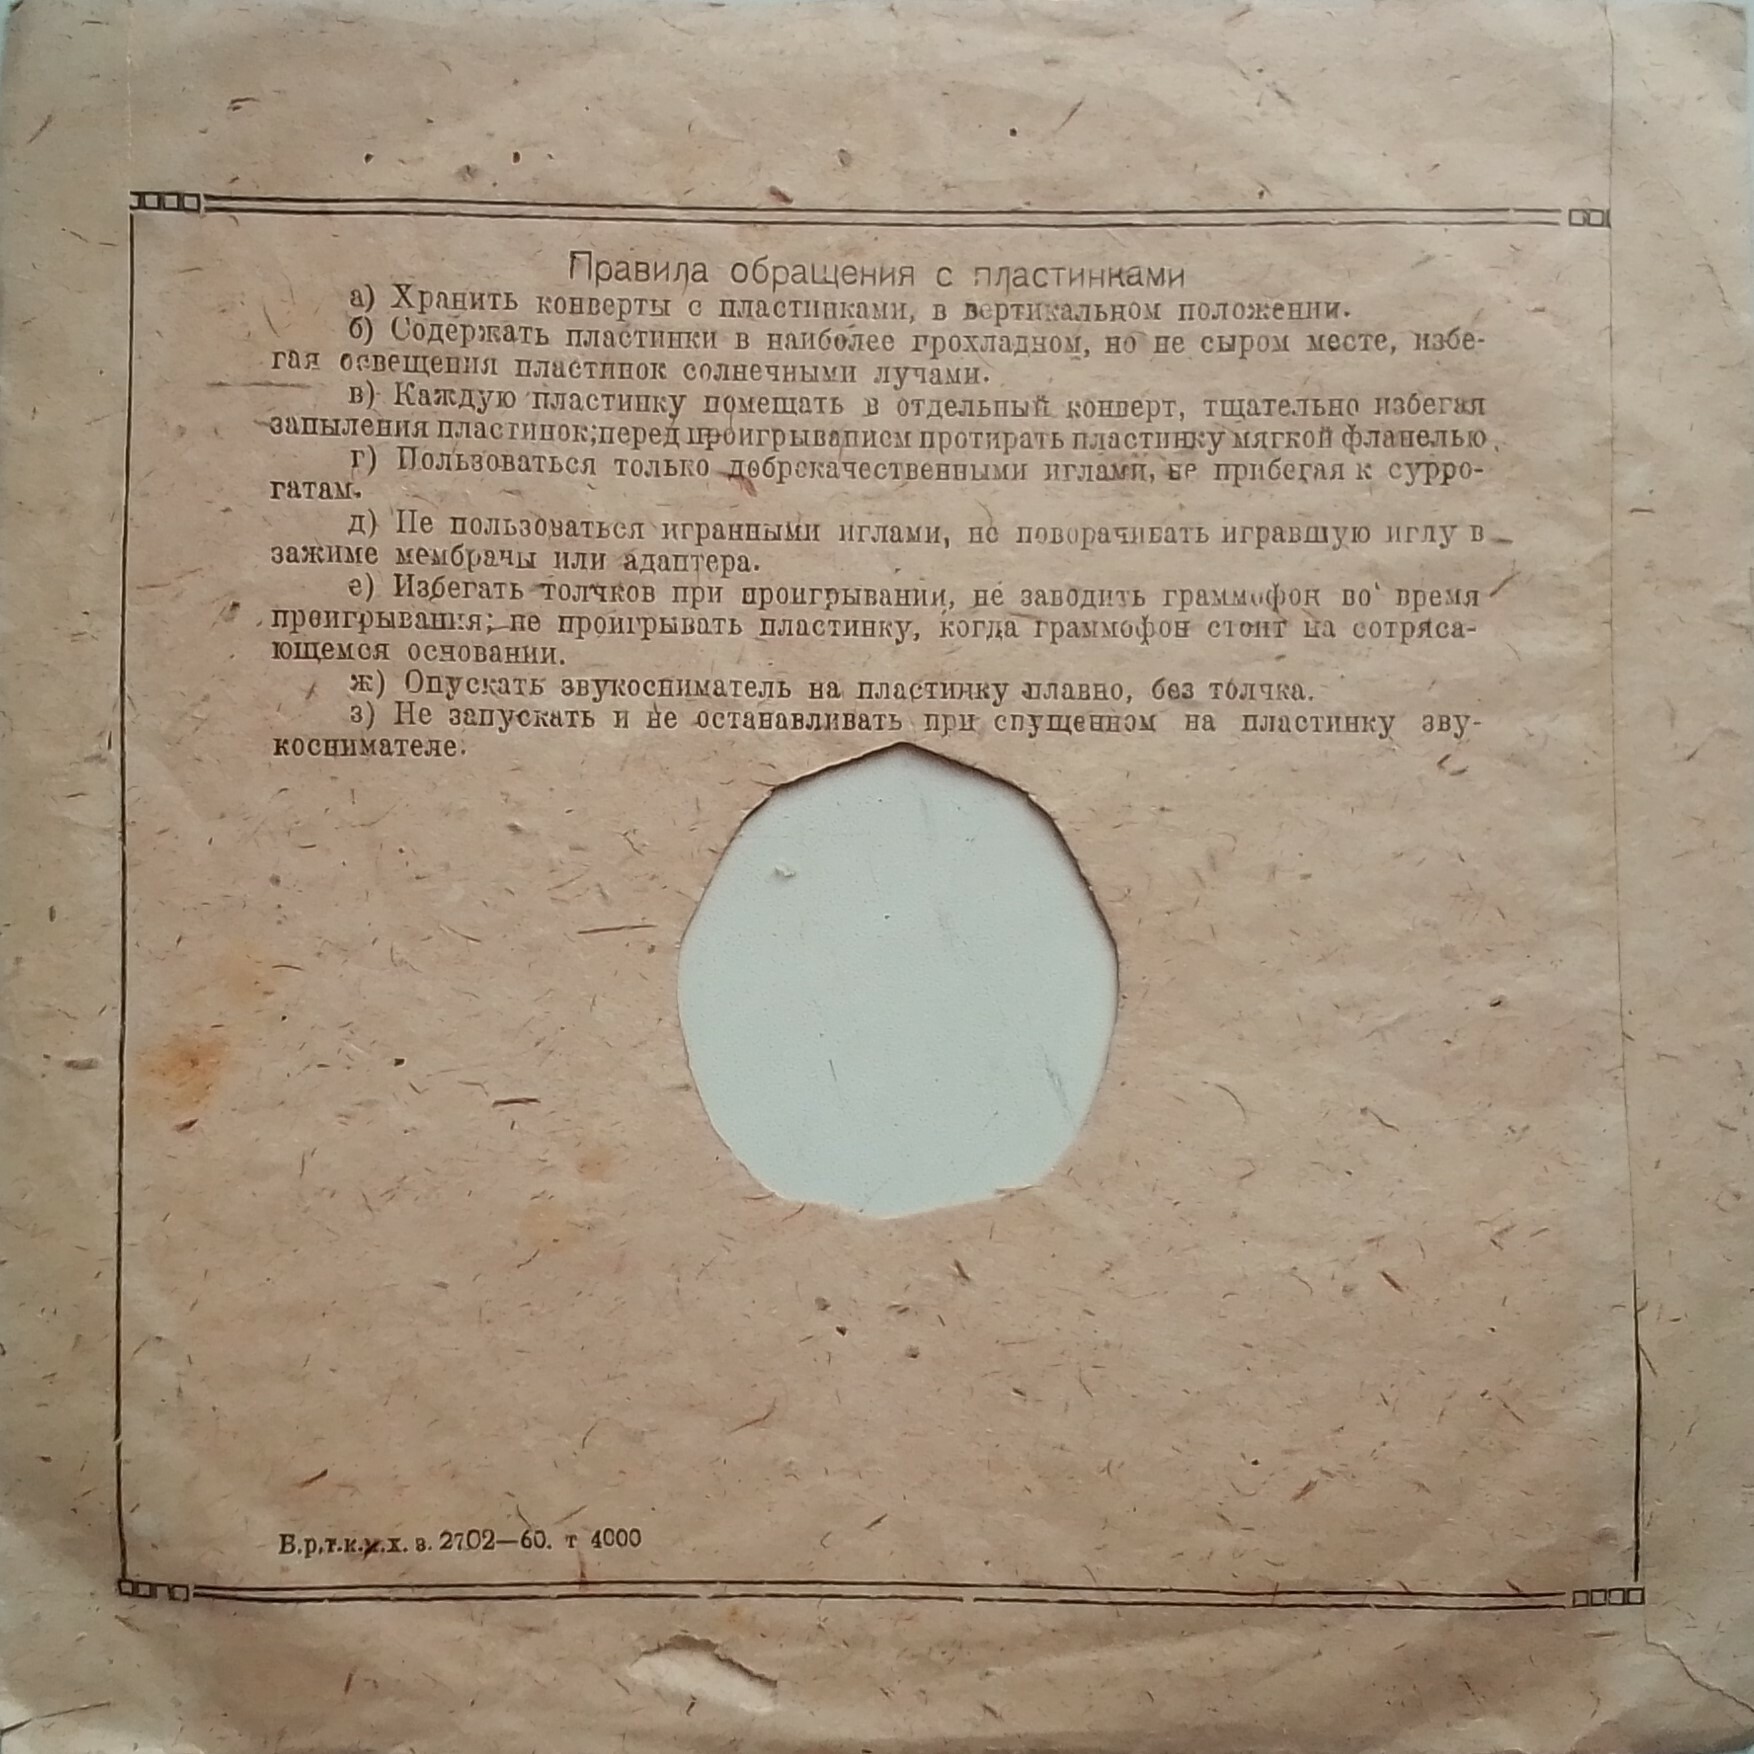 Правила обращения с пластинками
а) Хранить конверты с пластинками, в вертикальном положении.
б) Содержать пластинки в наиболее прохладном, но не сыром месте, избе-
гая освещения пластинок солнечными лучами.
в) Каждую пластинку помещать в отдельный конверт, тщательно избегая
запыления пластинок; перед проигрыванием протирать пластинку мягкой фланелью.
г) Пользоваться только доброкачественными иглами, не прибегая к сурро-
гатам.
д) Не пользоваться игранными иглами, не поворачивать игравшую иглу в
зажиме мембраны или адаптера.
е) Избегать толчков при проигрывании, не заводить граммофон во время
проигрывания; не проигрывать пластинку, когда граммофон стоит на сотряса-
ющемся основании.
ж) Опускать звукосниматель на пластинку плавно, без толчка.
з) Не запускать и не останавливать при спущенном на пластинку зву-
коснимателе.
з. 2702—60. т 4000